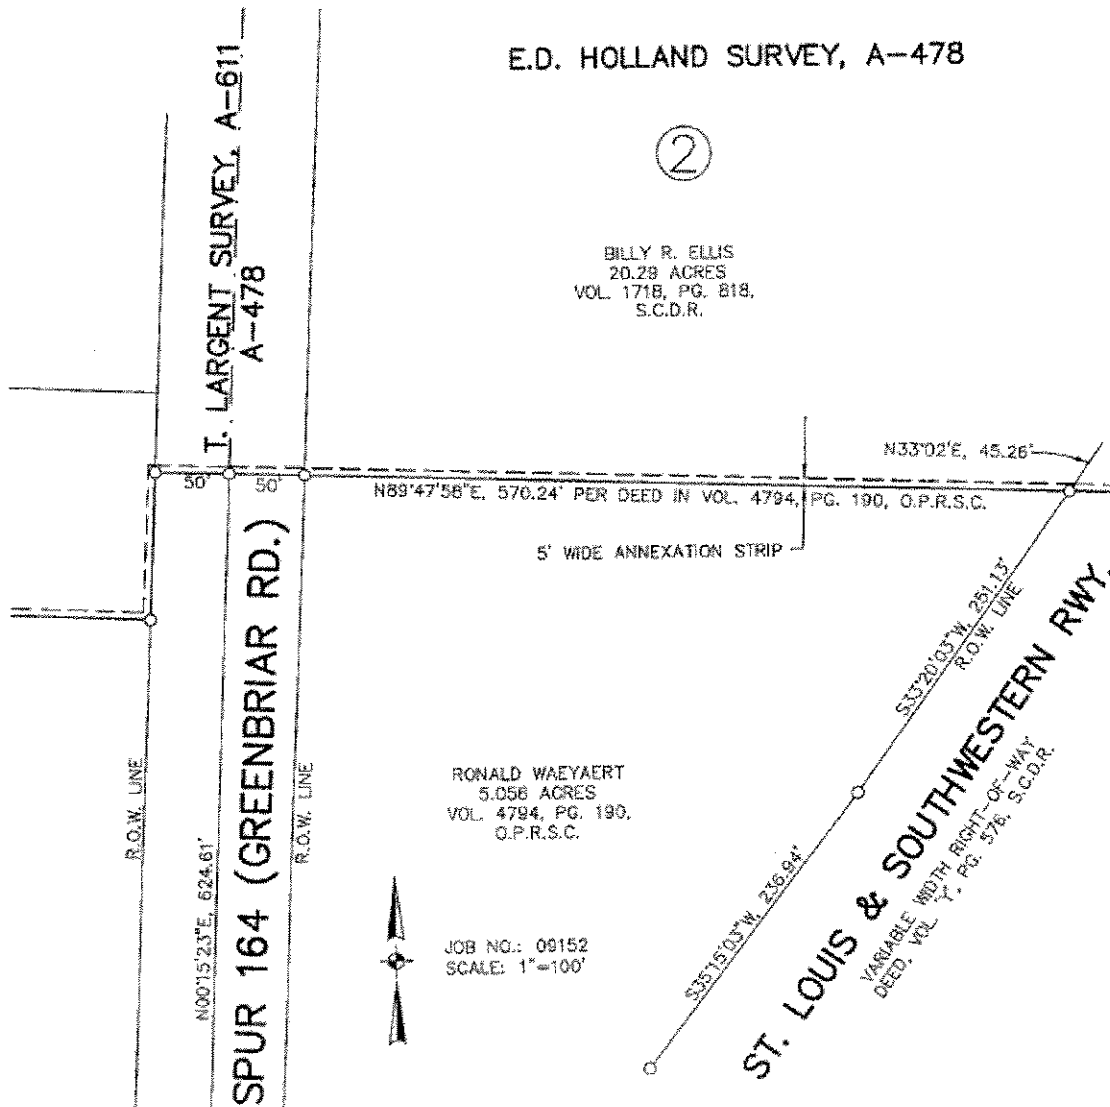 E.D. HOLLAND SURVEY, A-478
T. LARGENT SURVEY, A-611
A-478
2
BILLY R. ELLIS
20.29 ACRES
VOL. 1718, PG. 818,
S.C.D.R.
N33°02'E, 45.26'
50'
50'
N89°47'58"E, 570.24' PER DEED IN VOL. 4794, PG. 190, O.P.R.S.C.
5' WIDE ANNEXATION STRIP
S33°20'03"W, 251.13'
R.O.W. LINE
ST. LOUIS & SOUTHWESTERN RWY.
VARIABLE WIDTH RIGHT-OF-WAY
DEED, VOL. "Y", PG. 576, S.C.D.R.
R.O.W. LINE
N00°15'23"E, 624.61'
SPUR 164 (GREENBRIAR RD.)
R.O.W. LINE
RONALD WAEYAERT
5.056 ACRES
VOL. 4794, PG. 190,
O.P.R.S.C.
S35°15'03"W, 236.94'
JOB NO.: 09152
SCALE: 1"=100'